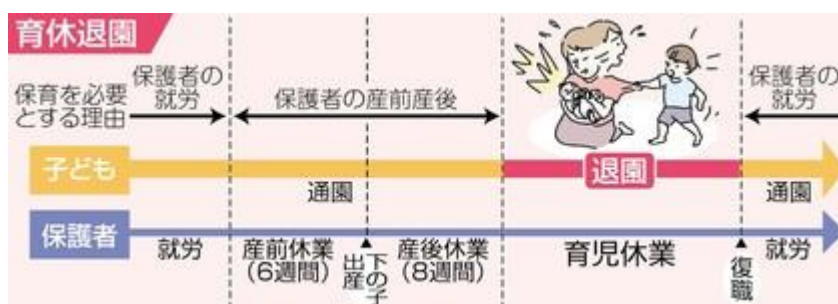 育休退園
保育を必要
とする理由
保護者の
就労
保護者の産前産後
保護者の
就労
子ども
通園
退園
通園
保護者
就労
産前休業
(6週間)
下の子
出産
産後休業
(8週間)
育児休業
復職
就労